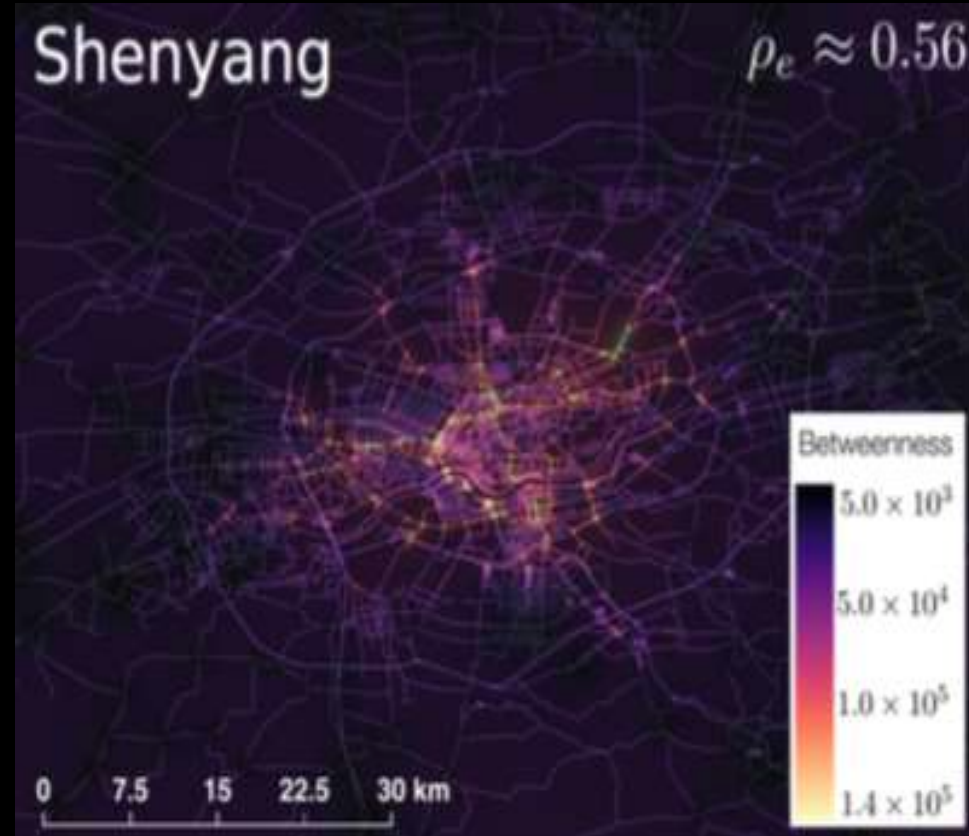 Shenyang
ρₑ ≈ 0.56
Betweenness
5.0 × 10³
5.0 × 10⁴
1.0 × 10⁵
1.4 × 10⁵
0 7.5 15 22.5 30 km